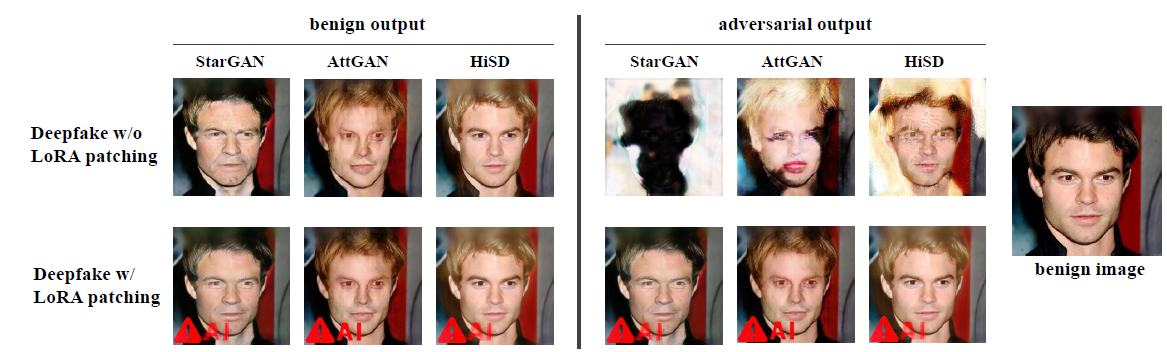 benign output
adversarial output
StarGAN
AttGAN
HiSD
StarGAN
AttGAN
HiSD
Deepfake w/o
LoRA patching
benign image
Deepfake w/
LoRA patching
AI
AI
AI
AI
AI
AI